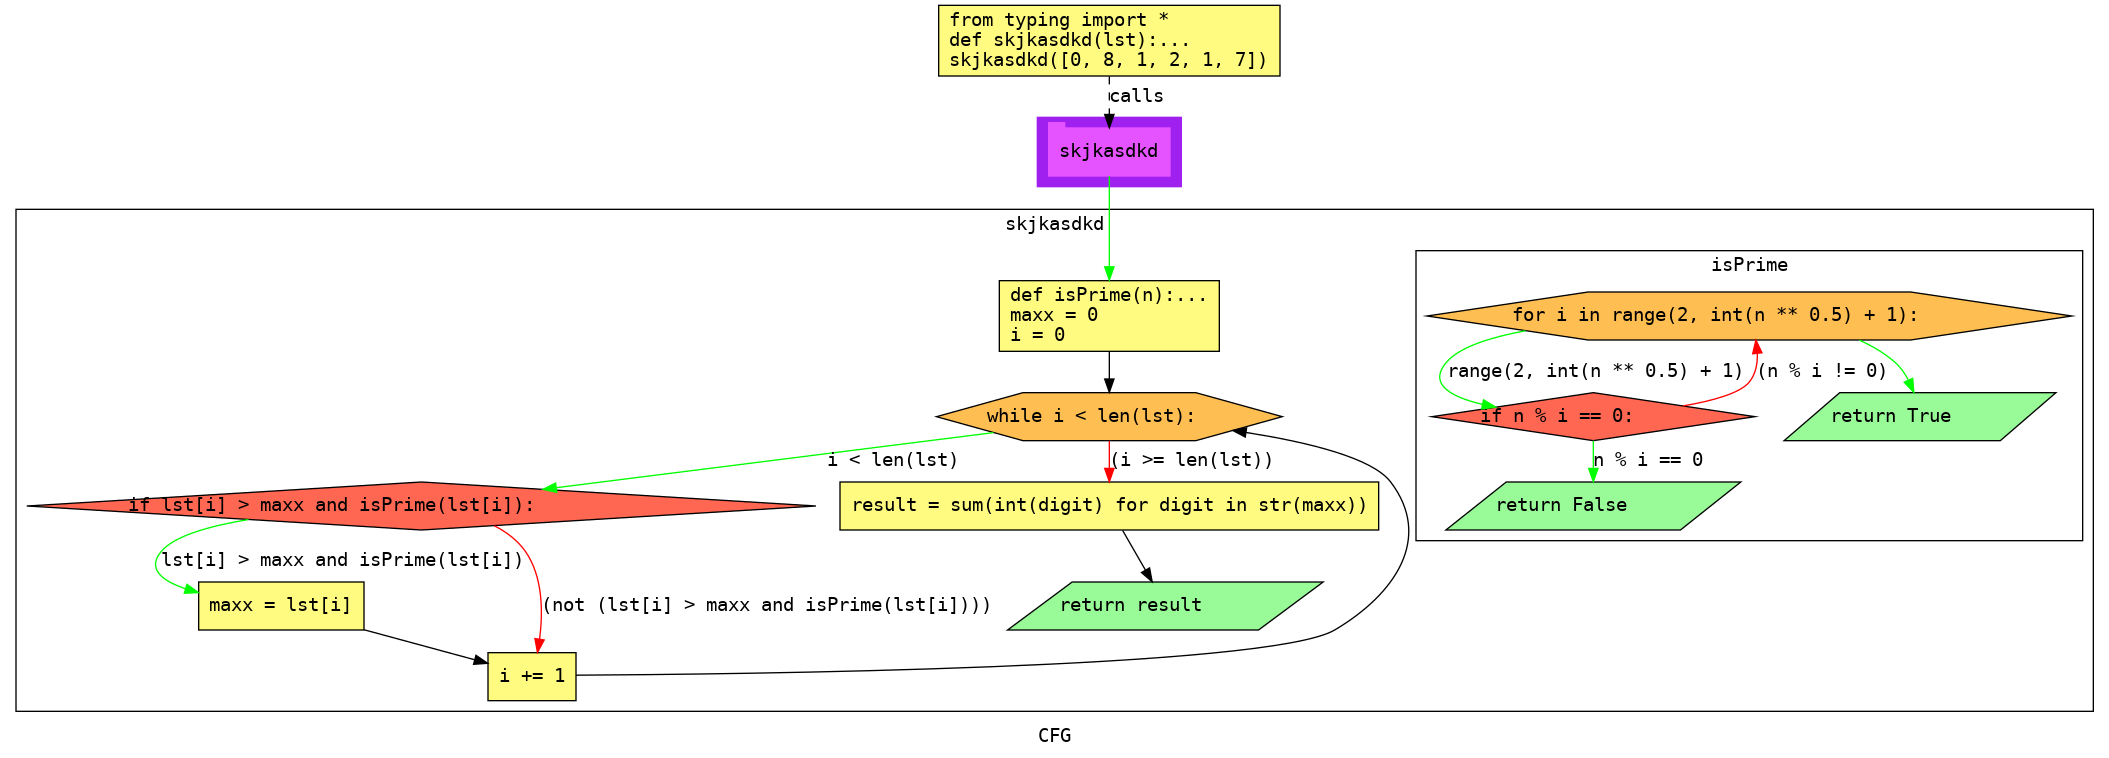 from typing import *
def skjkasdkd(lst):...
skjkasdkd([0, 8, 1, 2, 1, 7])
calls
skjkasdkd
skjkasdkd
isPrime
def isPrime(n):...
maxx = 0
i = 0
for i in range(2, int(n ** 0.5) + 1):
range(2, int(n ** 0.5) + 1)
(n % i != 0)
while i < len(lst):
if n % i == 0:
return True
i < len(lst)
(i >= len(lst))
n % i == 0
if lst[i] > maxx and isPrime(lst[i]):
result = sum(int(digit) for digit in str(maxx))
return False
lst[i] > maxx and isPrime(lst[i])
maxx = lst[i]
(not (lst[i] > maxx and isPrime(lst[i])))
return result
i += 1
CFG